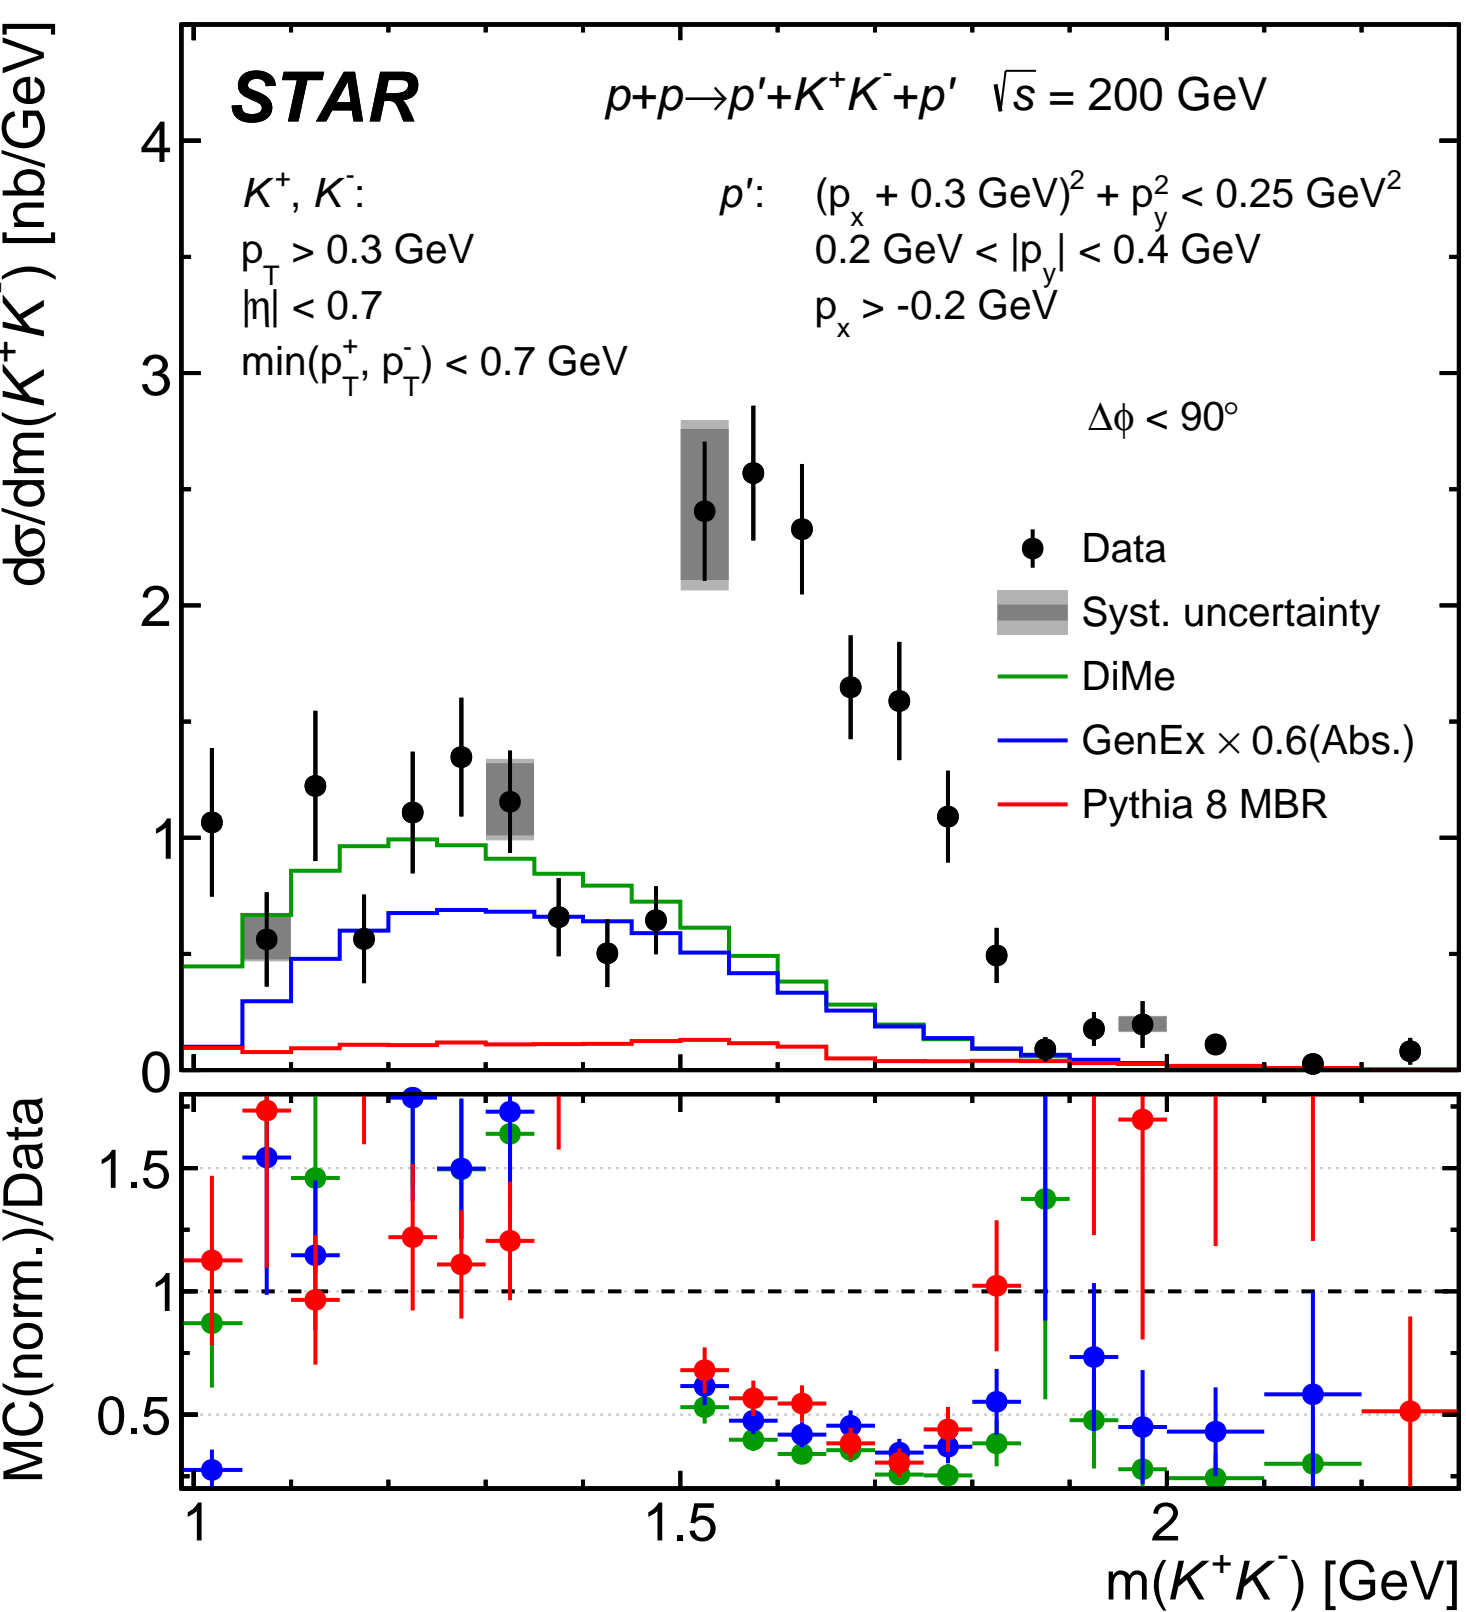 STAR
p+p→p′+K⁺K⁻+p′ √s = 200 GeV
K⁺, K⁻:
p_T > 0.3 GeV
|η| < 0.7
min(p_T⁺, p_T⁻) < 0.7 GeV
p′: (p_x + 0.3 GeV)² + p_y² < 0.25 GeV²
0.2 GeV < |p_y| < 0.4 GeV
p_x > -0.2 GeV
Δϕ < 90°
Data
Syst. uncertainty
DiMe
GenEx × 0.6(Abs.)
Pythia 8 MBR
dσ/dm(K⁺K⁻) [nb/GeV]
4
3
2
1
0
MC(norm.)/Data
1.5
1
0.5
1 1.5 2
m(K⁺K⁻) [GeV]